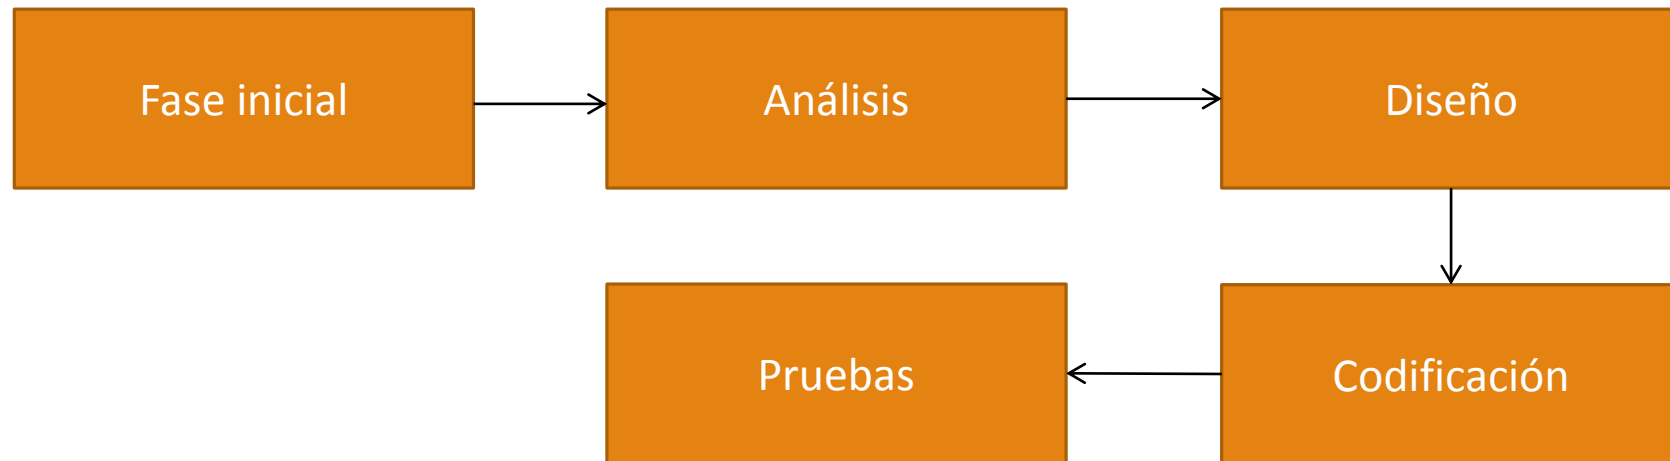 Fase inicial
Análisis
Diseño
Codificación
Pruebas